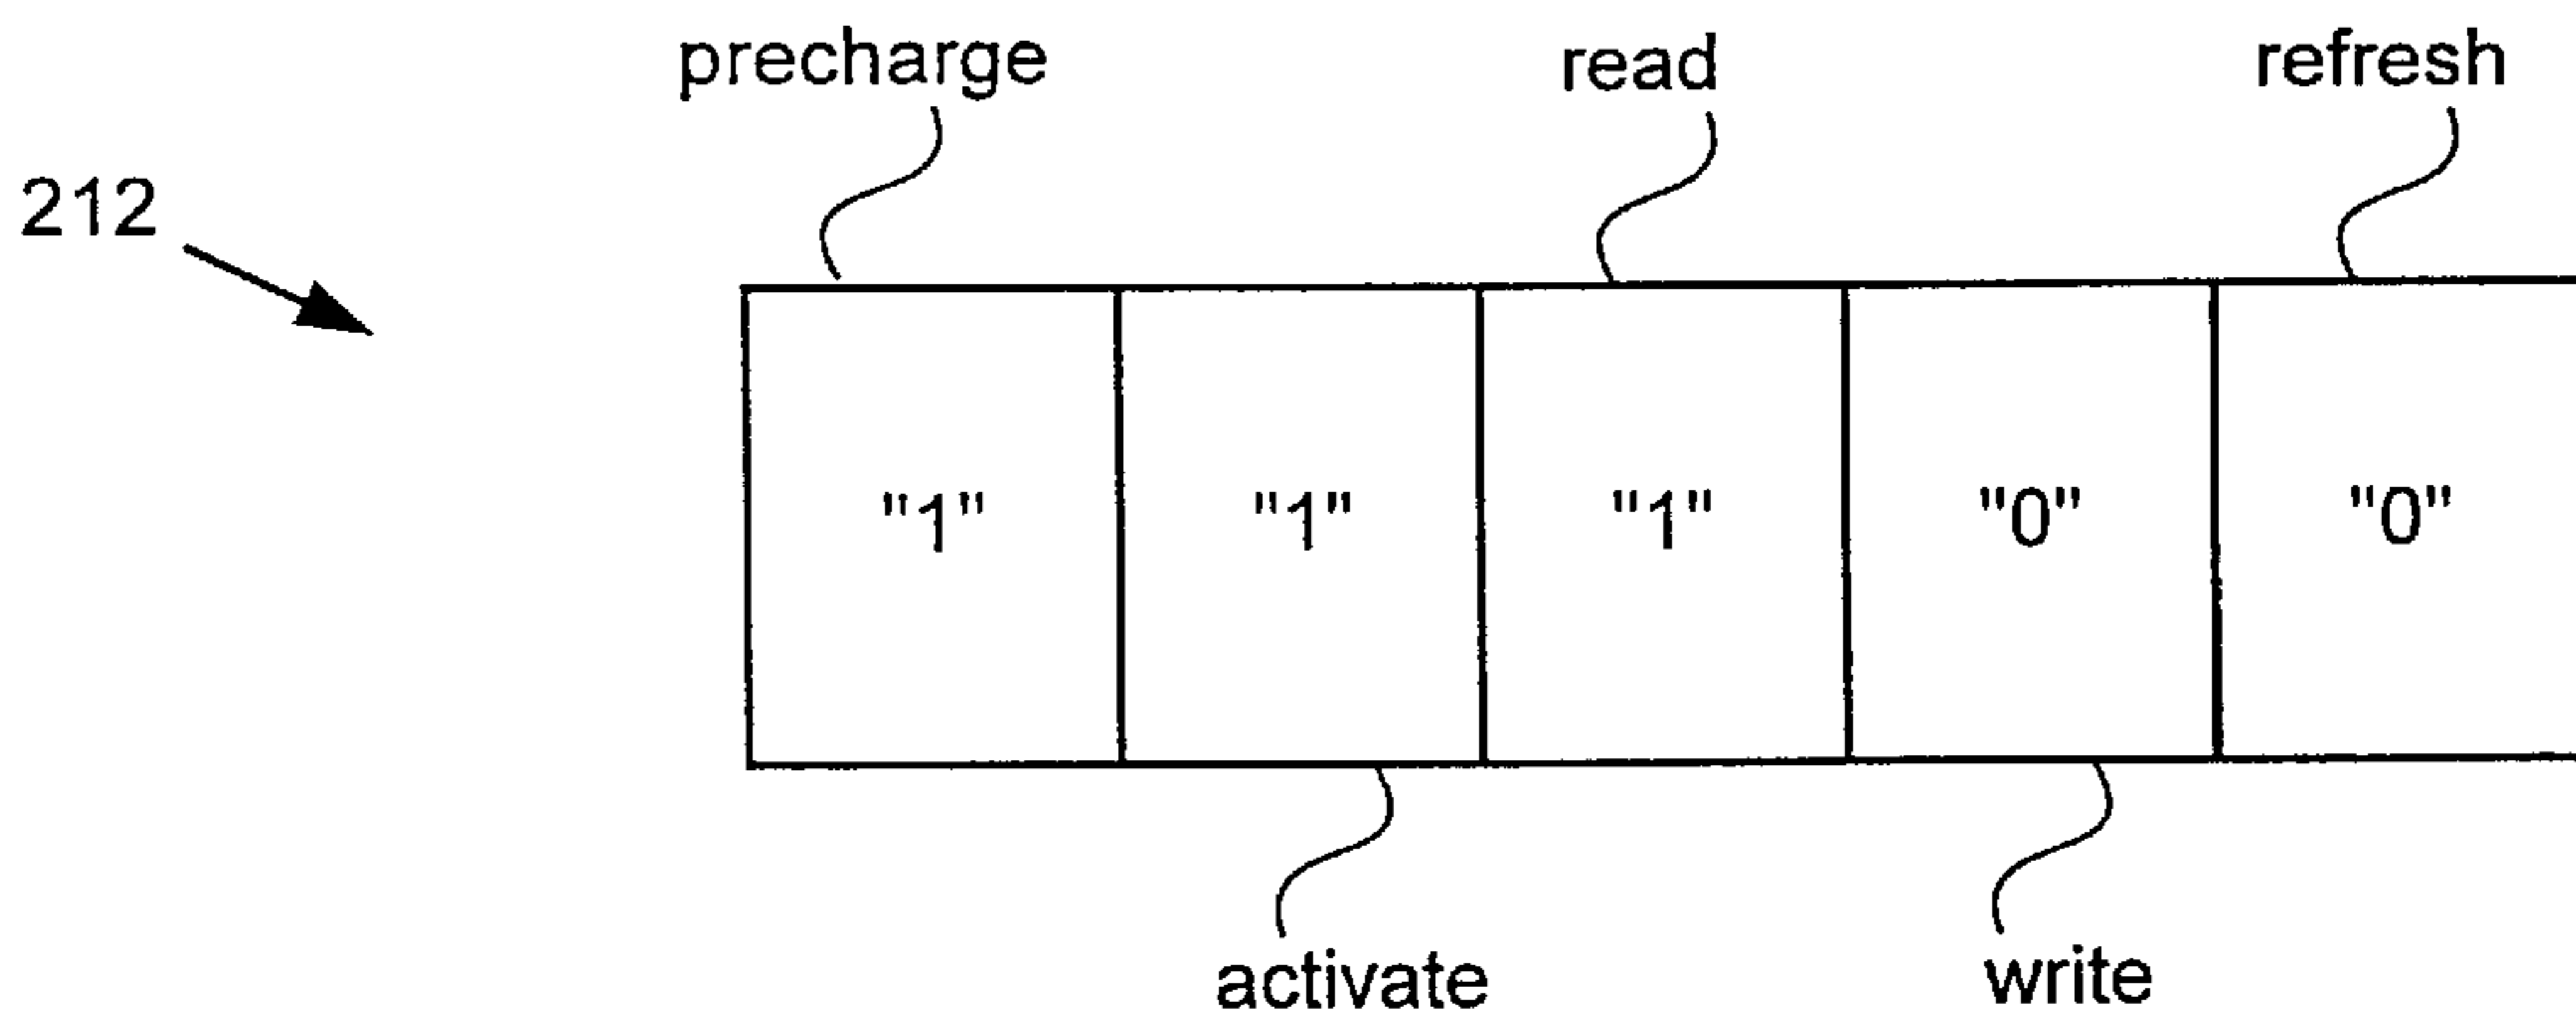 precharge read refresh
212
"1" "1" "1" "0" "0"
activate write